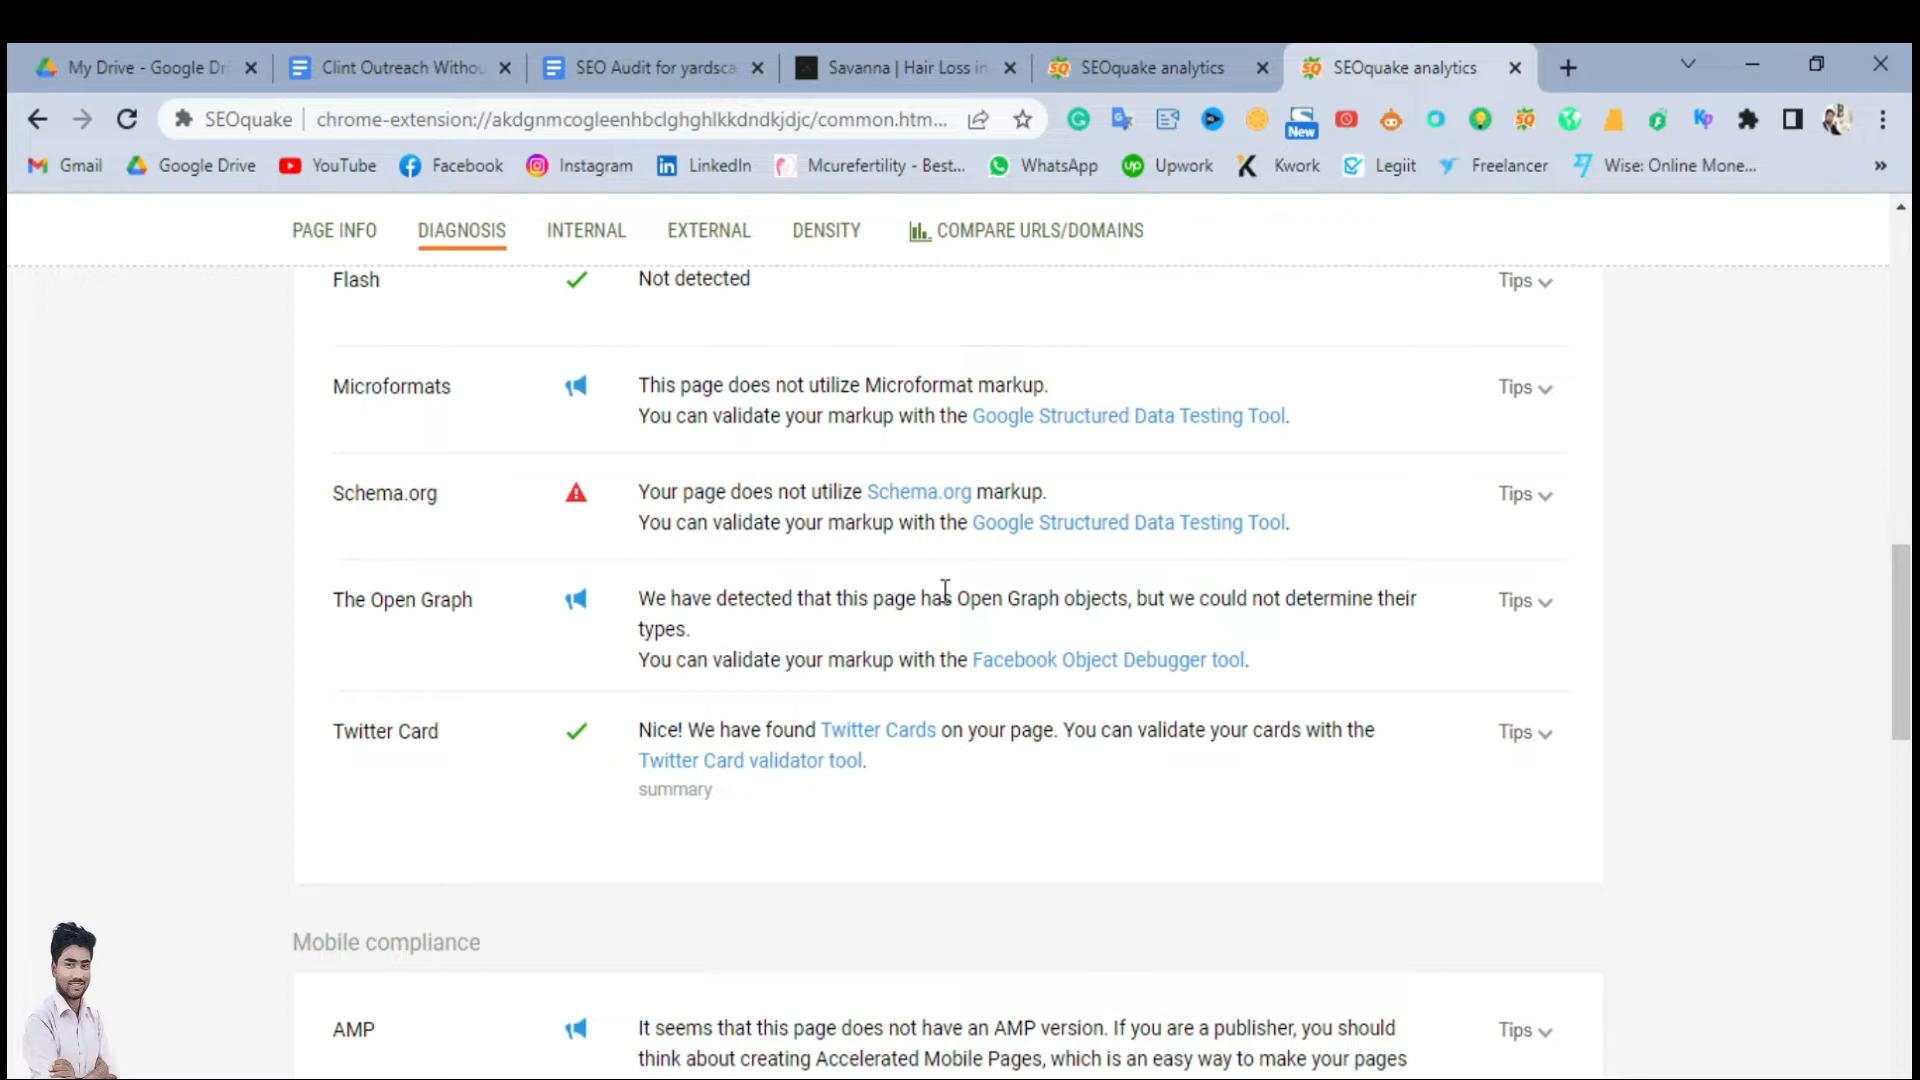 My Drive - Google Dri
Clint Outreach Withou
SEO Audit for yardsca
Savanna | Hair Loss in
SEOquake analytics
SEOquake analytics
SEOquake
chrome-extension://akdgnmcogleenhbclghghlkkdndkjdjc/common.htm...
New
Gmail
Google Drive
YouTube
Facebook
Instagram
LinkedIn
Mcurefertility - Best...
WhatsApp
Upwork
Kwork
Legiit
Freelancer
Wise: Online Mone...
PAGE INFO
DIAGNOSIS
INTERNAL
EXTERNAL
DENSITY
COMPARE URLS/DOMAINS
Flash
Not detected
Tips
Microformats
This page does not utilize Microformat markup.
You can validate your markup with the Google Structured Data Testing Tool.
Tips
Schema.org
Your page does not utilize Schema.org markup.
You can validate your markup with the Google Structured Data Testing Tool.
Tips
The Open Graph
We have detected that this page has Open Graph objects, but we could not determine their
types.
You can validate your markup with the Facebook Object Debugger tool.
Tips
Twitter Card
Nice! We have found Twitter Cards on your page. You can validate your cards with the
Twitter Card validator tool.
summary
Tips
Mobile compliance
AMP
It seems that this page does not have an AMP version. If you are a publisher, you should
think about creating Accelerated Mobile Pages, which is an easy way to make your pages
Tips